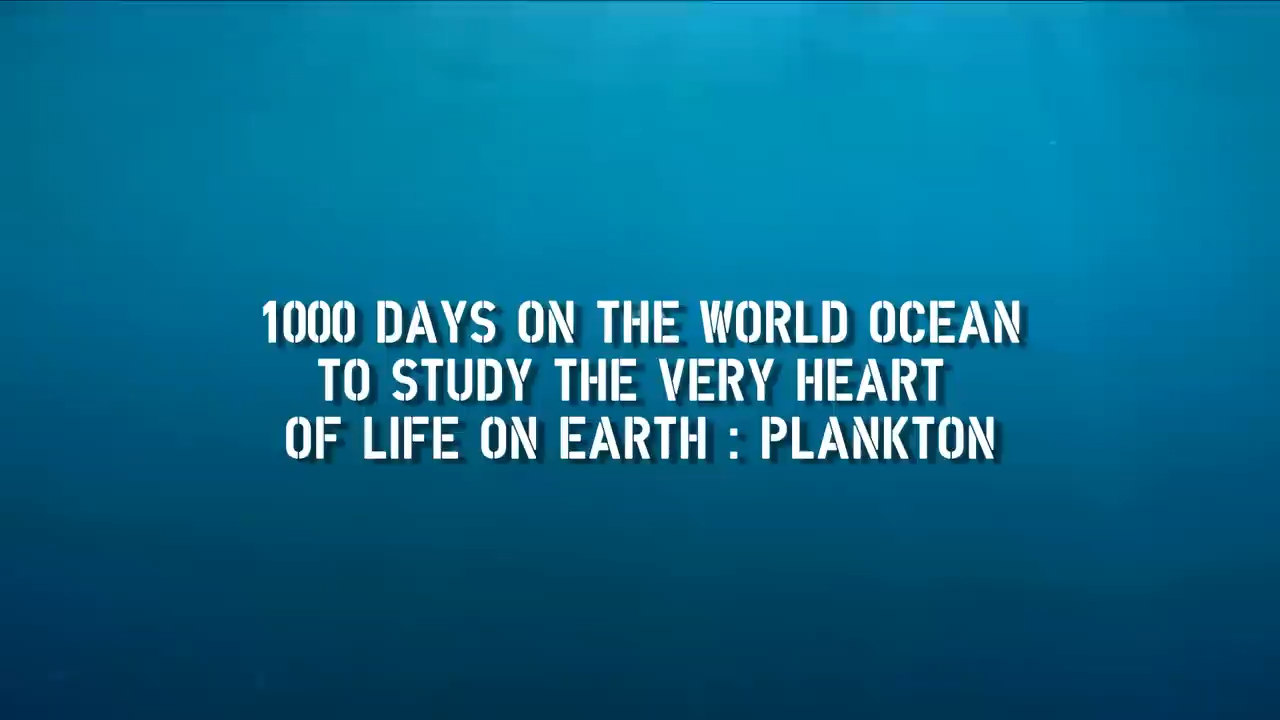 1000 DAYS ON THE WORLD OCEAN
TO STUDY THE VERY HEART
OF LIFE ON EARTH : PLANKTON